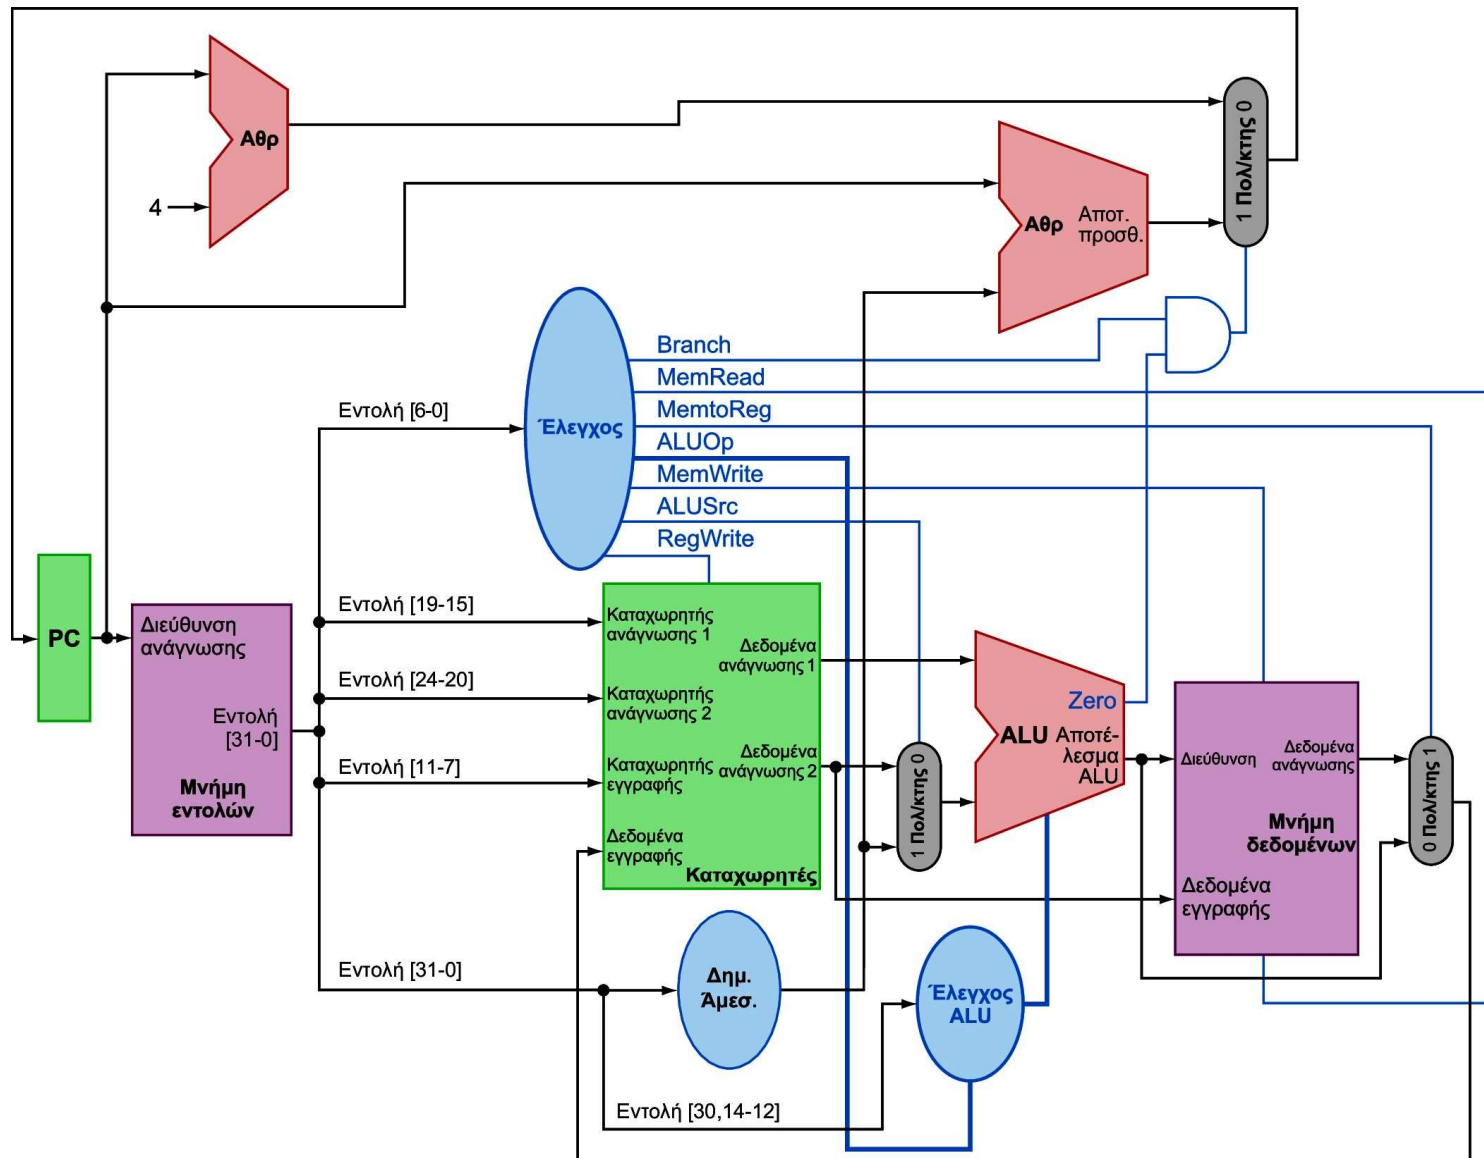 Αθρ
4
1 Πολ/κτης 0
Αθρ
Αποτ.
προσθ.
Branch
MemRead
MemtoReg
ALUOp
MemWrite
ALUSrc
RegWrite
Έλεγχος
Εντολή [6-0]
Εντολή [19-15]
Εντολή [24-20]
Εντολή [11-7]
Εντολή [31-0]
Εντολή [30,14-12]
PC
Διεύθυνση
ανάγνωσης
Εντολή
[31-0]
Μνήμη
εντολών
Καταχωρητής
ανάγνωσης 1
Καταχωρητής
ανάγνωσης 2
Καταχωρητής
εγγραφής
Δεδομένα
εγγραφής
Δεδομένα
ανάγνωσης 1
Δεδομένα
ανάγνωσης 2
Καταχωρητές
1 Πολ/κτης 0
Zero
ALU
Αποτέ-
λεσμα
ALU
Διεύθυνση
Δεδομένα
ανάγνωσης
Μνήμη
δεδομένων
Δεδομένα
εγγραφής
0 Πολ/κτης 1
Δημ.
Άμεσ.
Έλεγχος
ALU